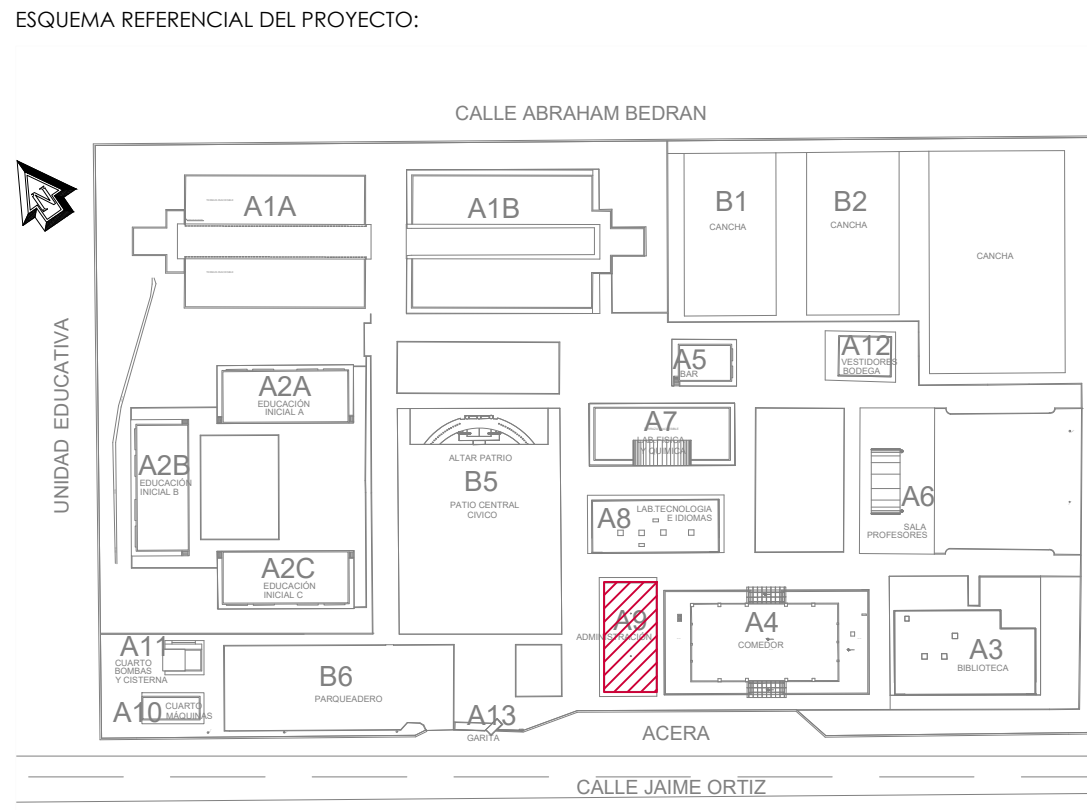 ESQUEMA REFERENCIAL DEL PROYECTO:
CALLE ABRAHAM BEDRAN
N
UNIDAD EDUCATIVA
A1A
A1B
B1
CANCHA
B2
CANCHA
CANCHA
A5
BAR
A12
VESTIDORES
BODEGA
A2A
EDUCACIÓN
INICIAL A
A2B
EDUCACIÓN
INICIAL B
A2C
EDUCACIÓN
INICIAL C
ALTAR PATRIO
B5
PATIO CENTRAL
CIVICO
A7
LAB.FISICA
Y QUIMICA
A8
LAB.TECNOLOGIA
E IDIOMAS
A6
SALA
PROFESORES
A9
ADMINISTRACIÓN
A4
COMEDOR
A3
BIBLIOTECA
A11
CUARTO
BOMBAS
Y CISTERNA
A10
CUARTO
MÁQUINAS
B6
PARQUEADERO
A13
GARITA
ACERA
CALLE JAIME ORTIZ